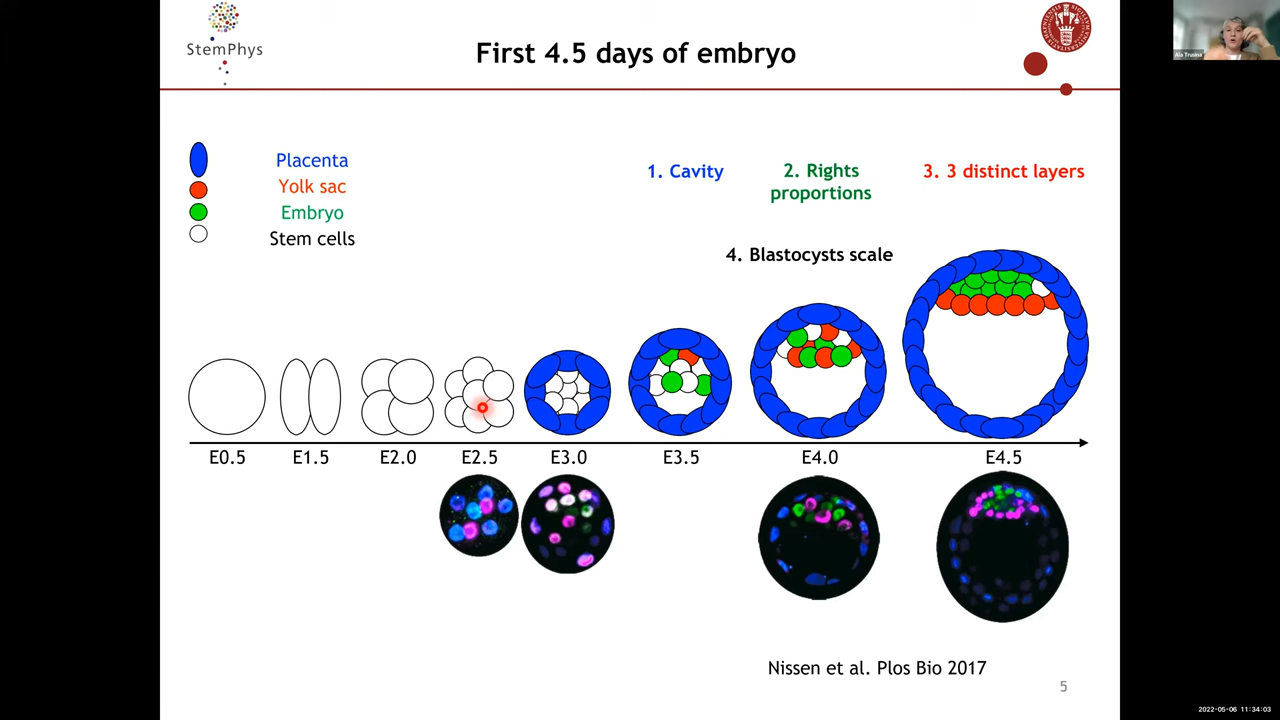 StemPhys
First 4.5 days of embryo
Ala Trusina
Placenta
Yolk sac
Embryo
Stem cells
1. Cavity
2. Rights
proportions
3. 3 distinct layers
4. Blastocysts scale
E0.5
E1.5
E2.0
E2.5
E3.0
E3.5
E4.0
E4.5
Nissen et al. Plos Bio 2017
5
2022-05-06 11:34:03